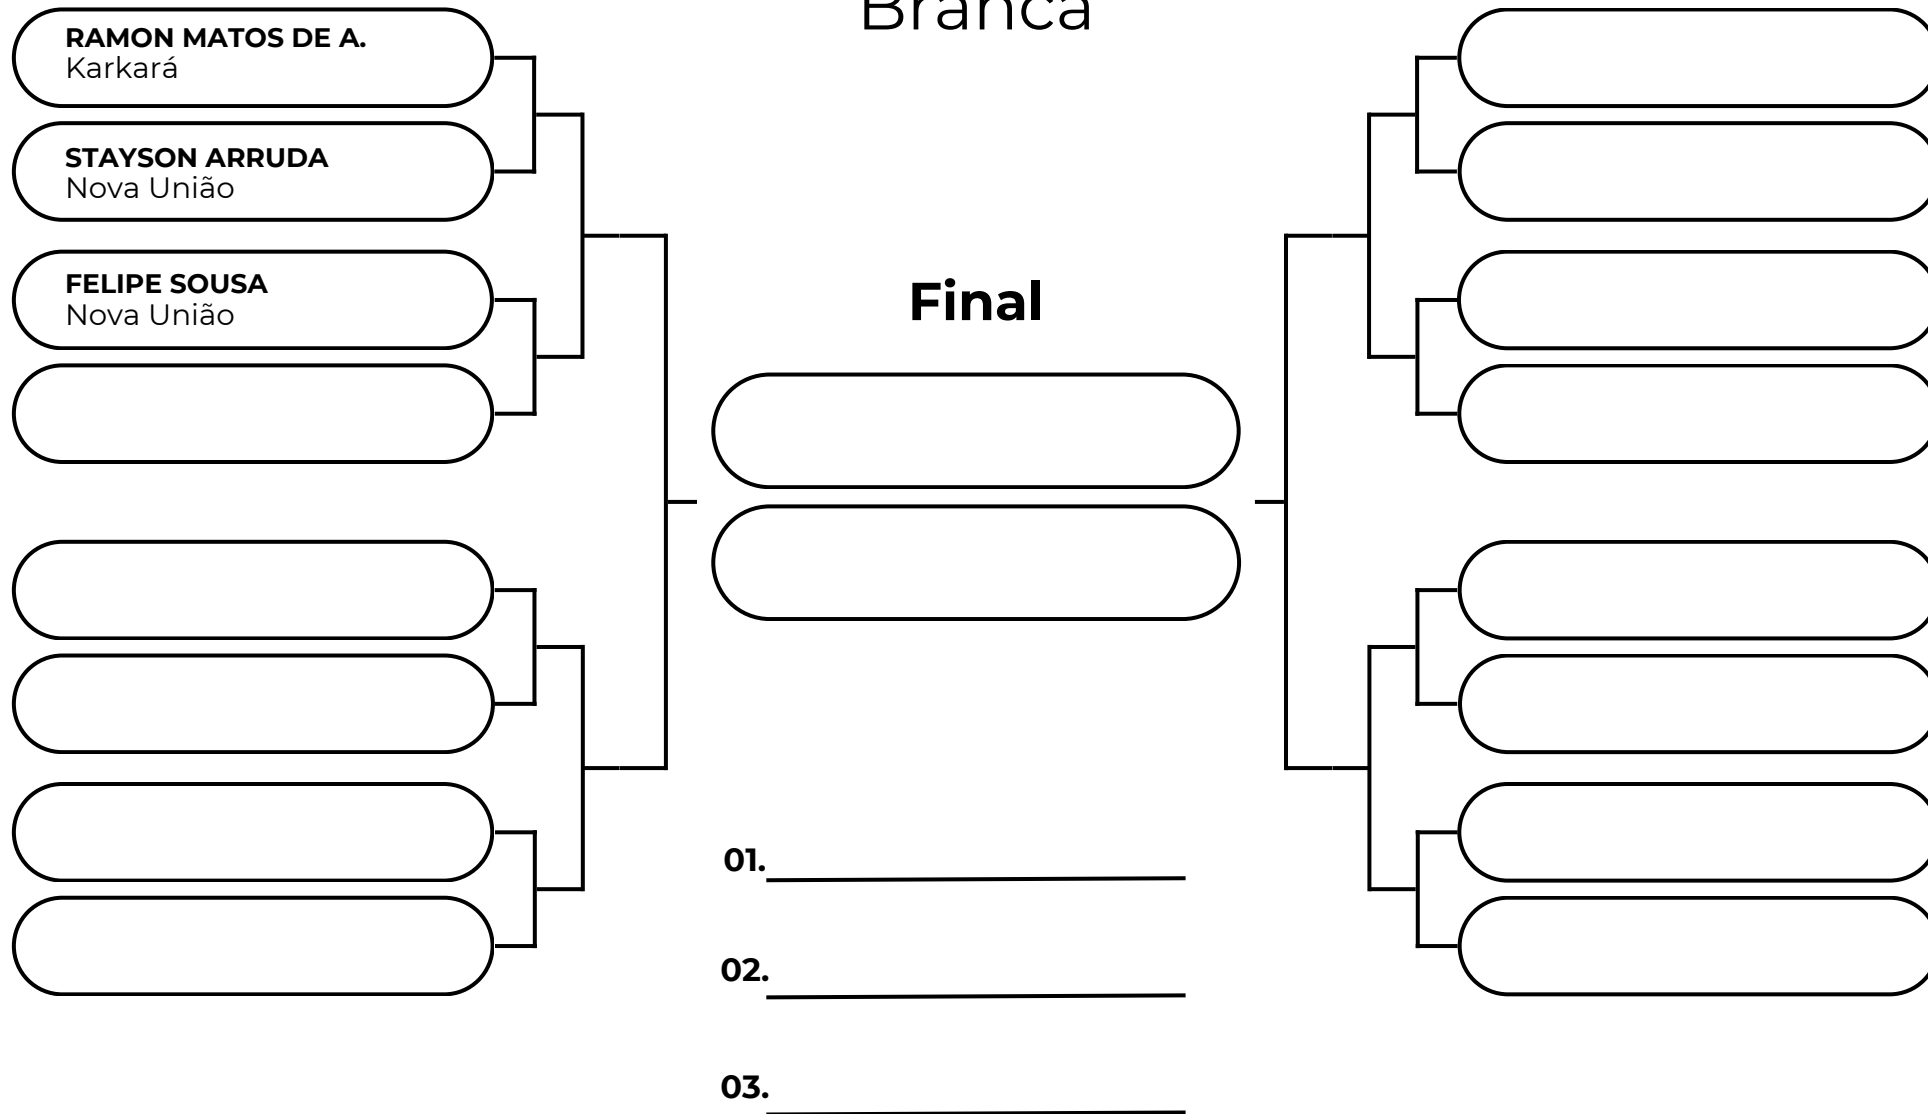 Branca
RAMON MATOS DE A.
Karkará
STAYSON ARRUDA
Nova União
FELIPE SOUSA
Nova União
Final
01.
02.
03.